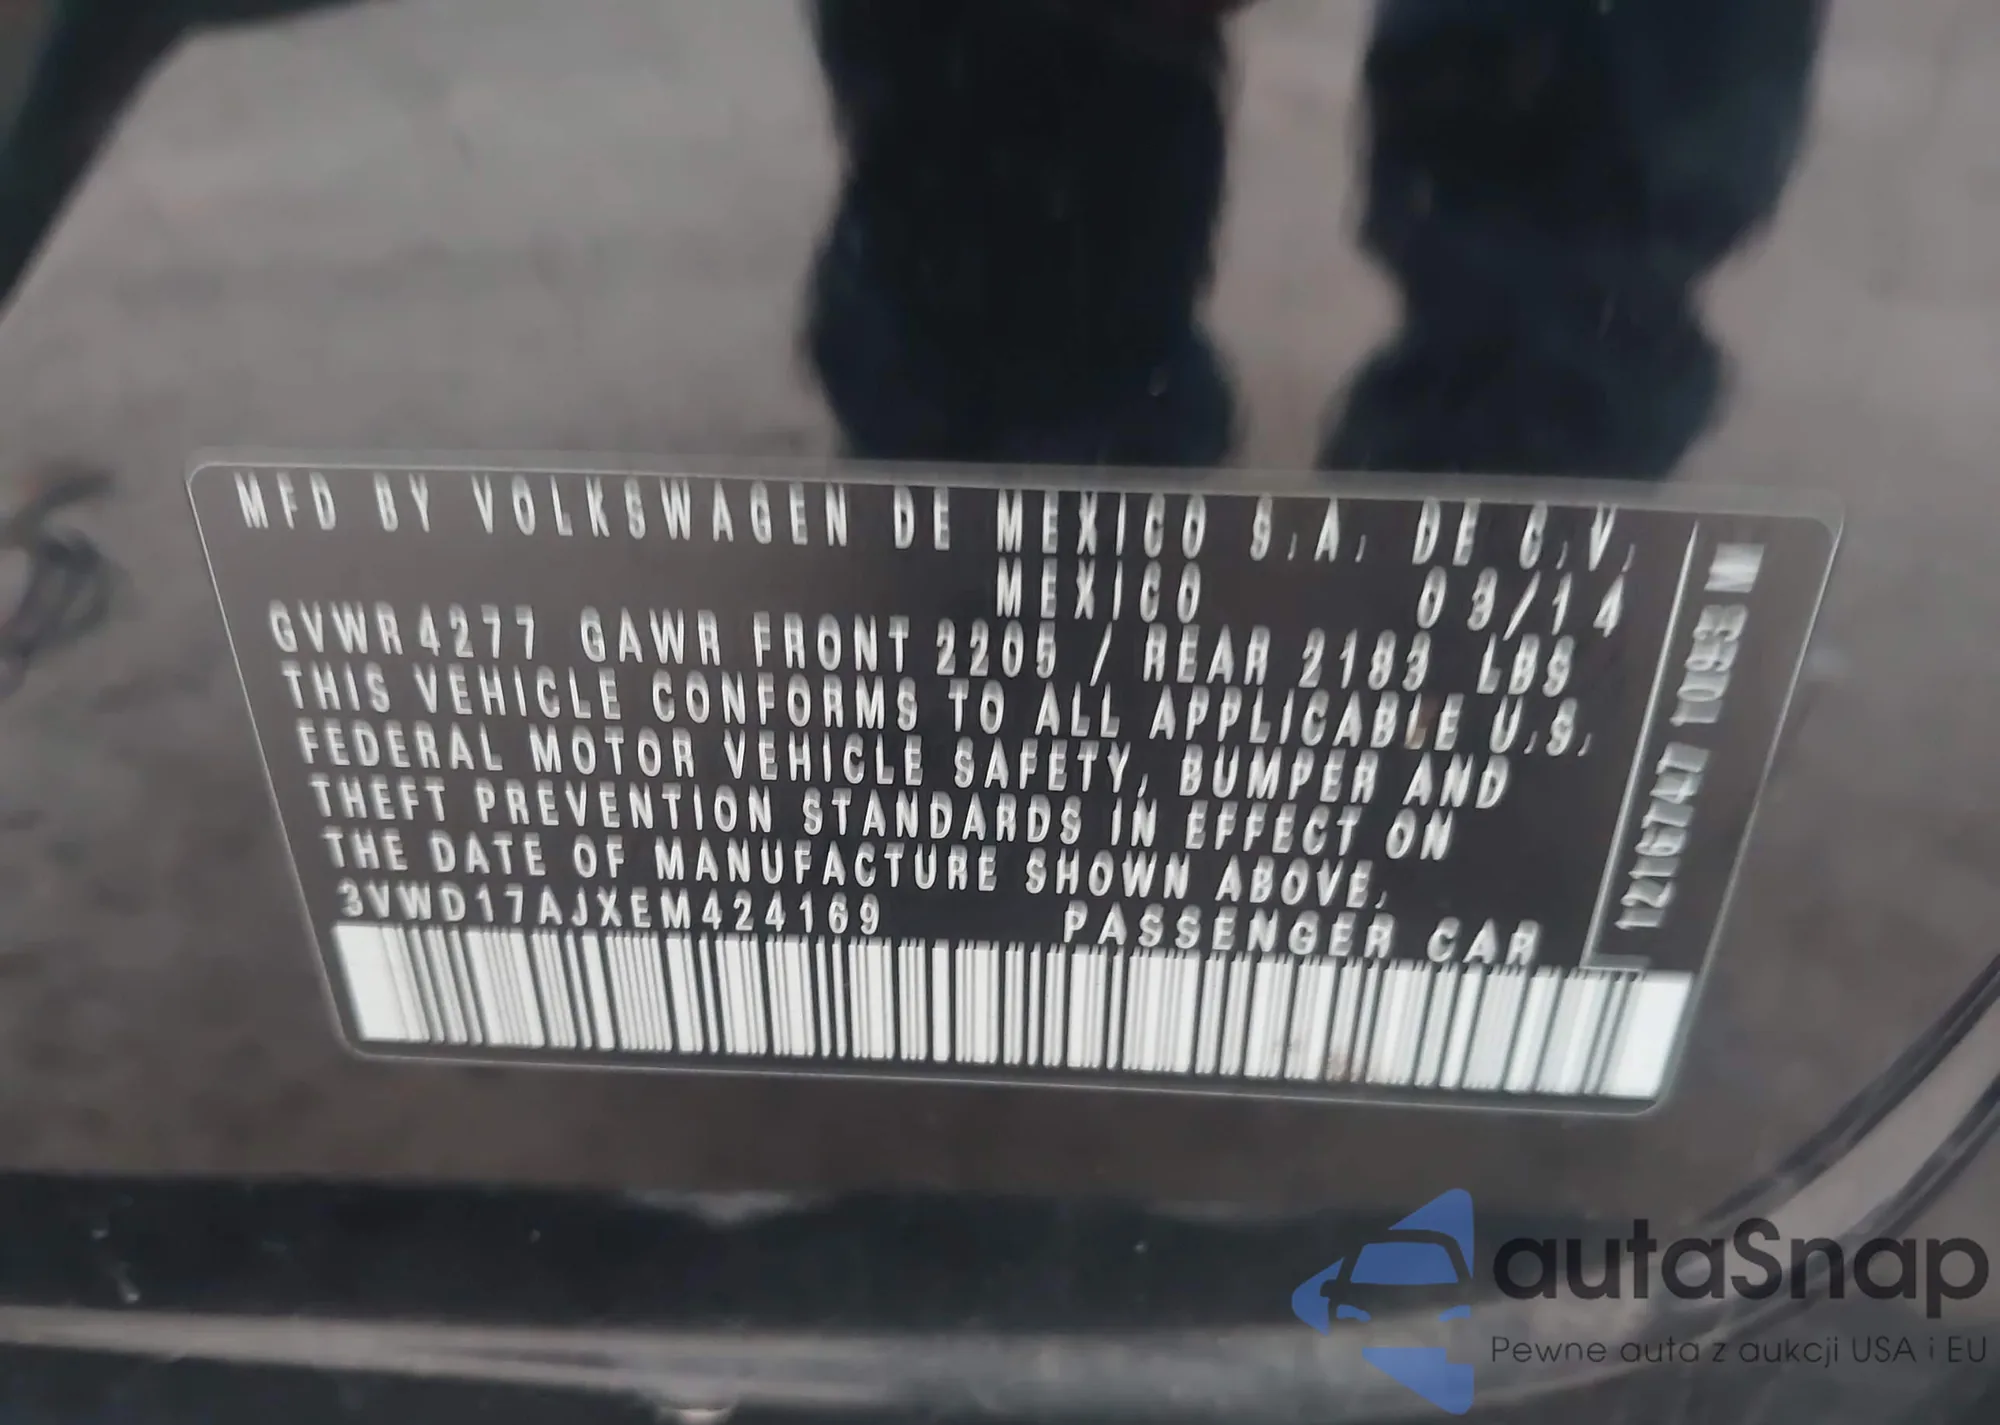 MFD BY VOLKSWAGEN DE MEXICO S.A. DE C.V.
MEXICO 03/14
GVWR 4277 GAWR FRONT 2205 / REAR 2183 LBS
THIS VEHICLE CONFORMS TO ALL APPLICABLE U.S.
FEDERAL MOTOR VEHICLE SAFETY, BUMPER AND
THEFT PREVENTION STANDARDS IN EFFECT ON
THE DATE OF MANUFACTURE SHOWN ABOVE.
3VWD17AJXEM424169 PASSENGER CAR
autaSnap
Pewne auta z aukcji USA i EU